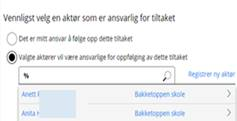 Vennligst velg en aktør som er ansvarlig for tiltaket
Det er mitt ansvar å følge opp dette tiltaket
Valgte aktører vil være ansvarlige for oppfølging av dette tiltaket
% Registrer ny aktør
Anett Bakketoppen skole
Anita Bakketoppen skole